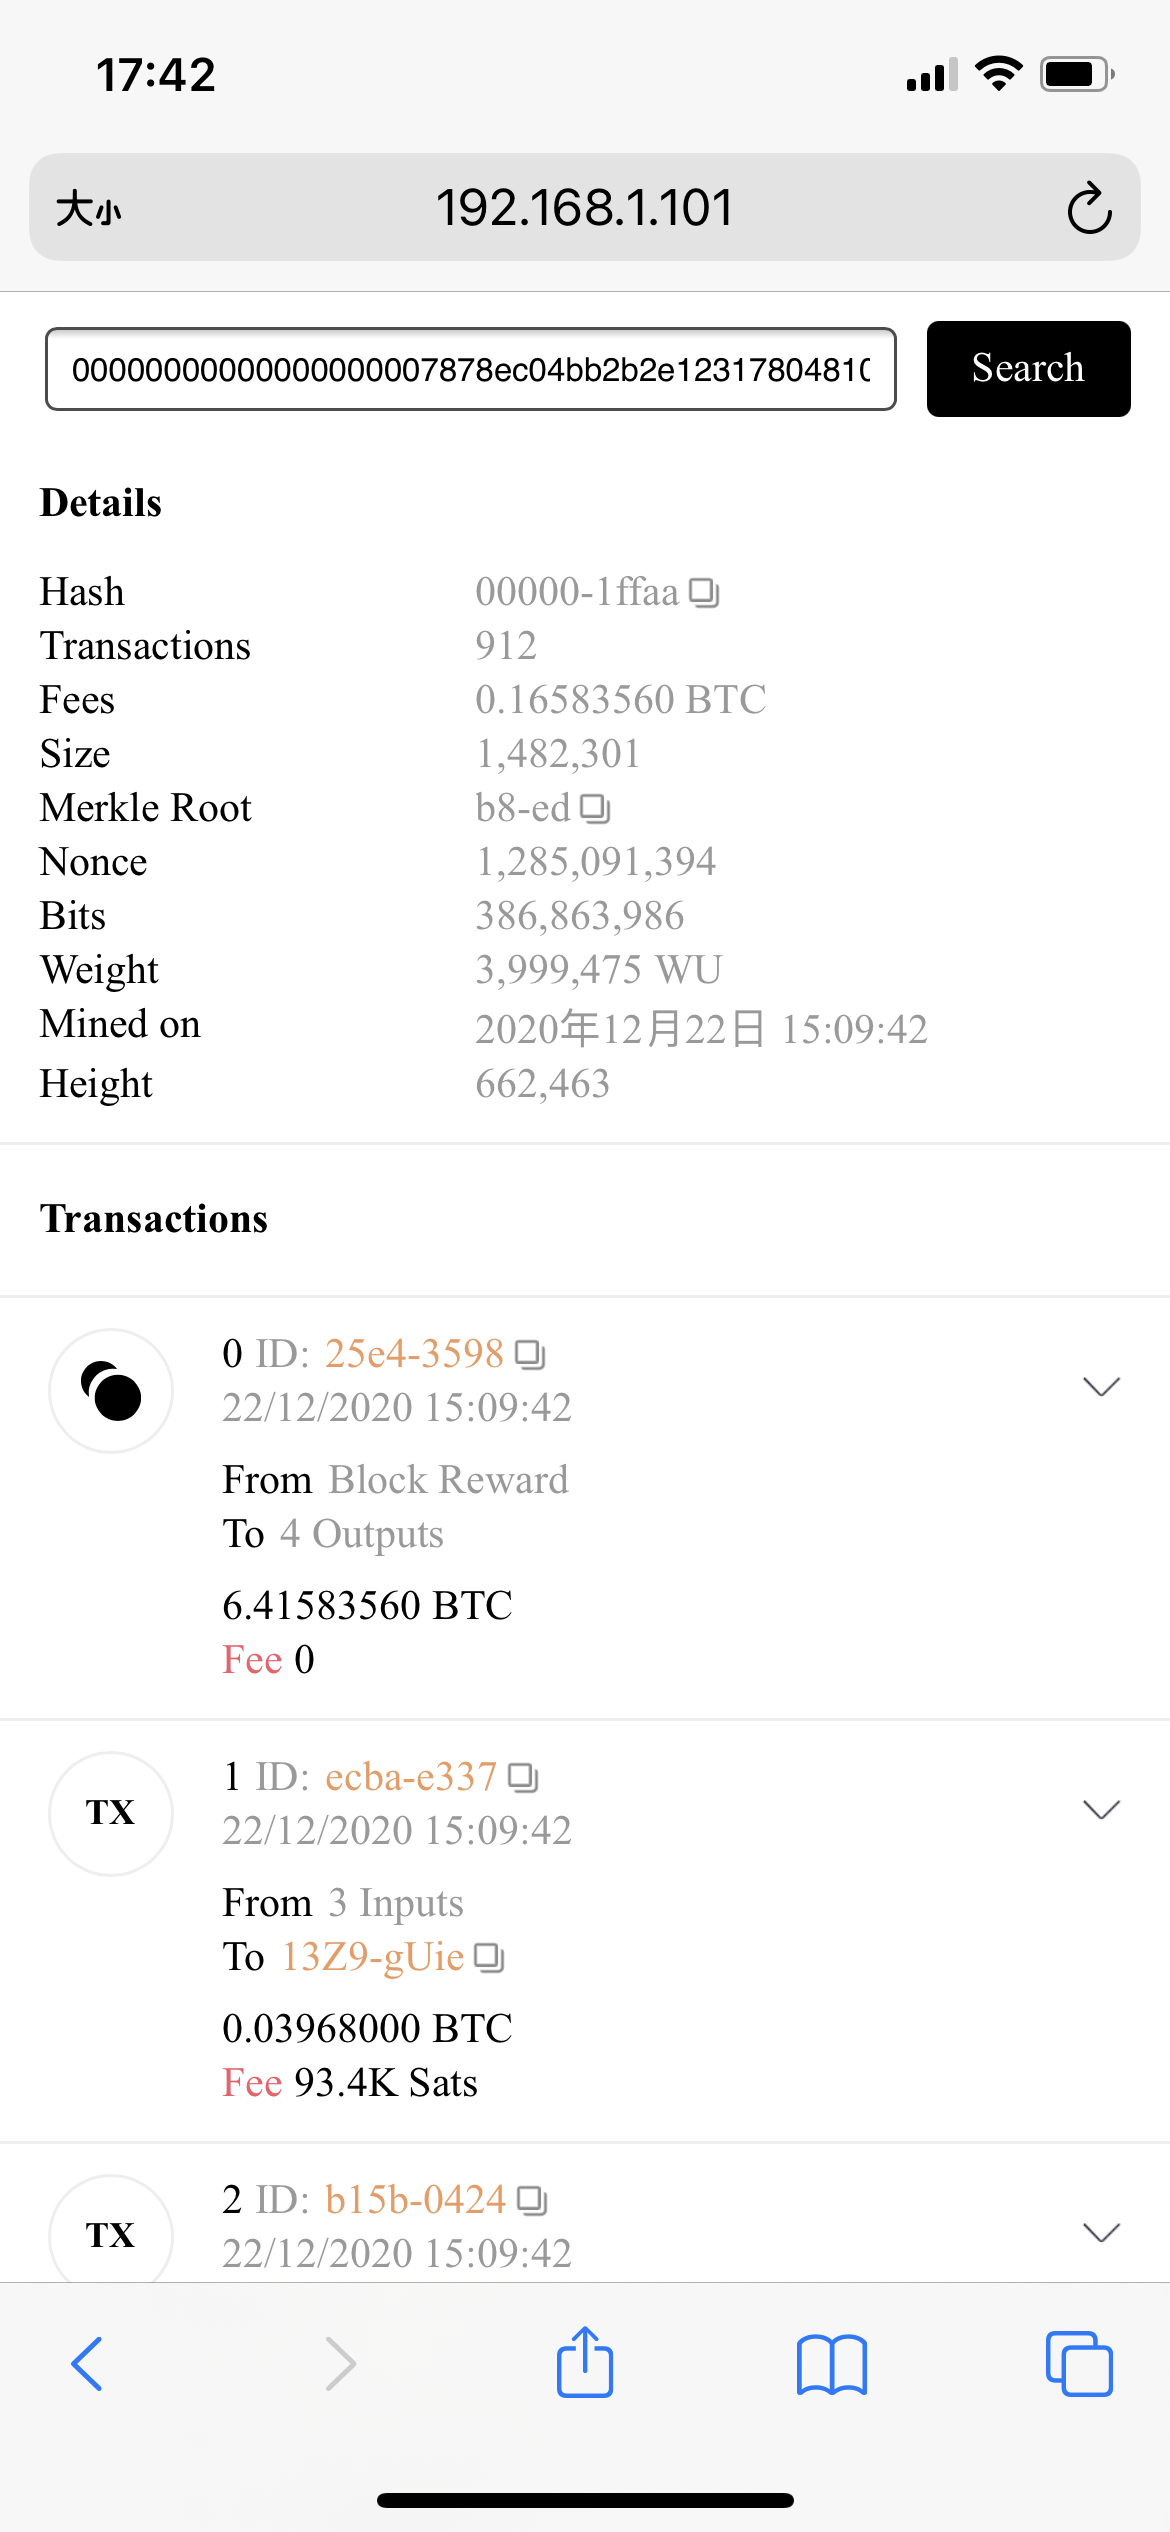 17:42
大小 192.168.1.101
00000000000000000007878ec04bb2b2e1231780481
Search
Details
Hash 00000-1ffaa
Transactions 912
Fees 0.16583560 BTC
Size 1,482,301
Merkle Root b8-ed
Nonce 1,285,091,394
Bits 386,863,986
Weight 3,999,475 WU
Mined on 2020年12月22日 15:09:42
Height 662,463
Transactions
0 ID: 25e4-3598
22/12/2020 15:09:42
From Block Reward
To 4 Outputs
6.41583560 BTC
Fee 0
TX
1 ID: ecba-e337
22/12/2020 15:09:42
From 3 Inputs
To 13Z9-gUie
0.03968000 BTC
Fee 93.4K Sats
TX
2 ID: b15b-0424
22/12/2020 15:09:42